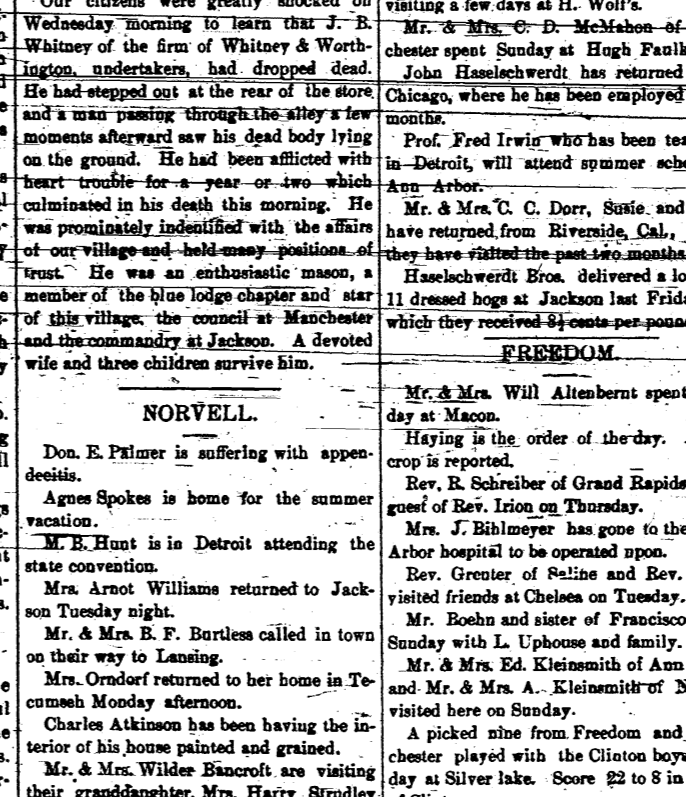 Our citizens were greatly shocked on
Wednesday morning to learn that J. B.
Whitney of the firm of Whitney & Worth-
ington, undertakers, had dropped dead.
He had stepped out at the rear of the store
and a man passing through the alley a few
moments afterward saw his dead body lying
on the ground. He had been afflicted with
heart trouble for a year or two which
culminated in his death this morning. He
was prominately indentified with the affairs
of our village and held many positions of
trust. He was an enthusiastic mason, a
member of the blue lodge chapter and star
of this village, the council at Manchester
and the commandry at Jackson. A devoted
wife and three children survive him.
NORVELL.
Don. E. Palmer is suffering with appen-
deeitis.
Agnes Spokes is home for the summer
vacation.
M. B. Hunt is in Detroit attending the
state convention.
Mrs Arnot Williams returned to Jack-
son Tuesday night.
Mr. & Mrs. B. F. Burtless called in town
on their way to Lansing.
Mrs. Orndorf returned to her home in Te-
cumseh Monday afternoon.
Charles Atkinson has been having the in-
terior of his house painted and grained.
Mr. & Mrs. Wilder Bancroft are visiting
their granddaughter, Mrs. Harry
visiting a few days at H. Wolf's.
Mr. & Mrs. C. D. McMahon of
chester spent Sunday at Hugh Faulk
John Haselschwerdt has returned
Chicago, where he has been employed
months.
Prof. Fred Irwin who has been tea
in Detroit, will attend summer scho
Ann Arbor.
Mr. & Mrs. C. C. Dorr, Susie and
have returned from Riverside, Cal.,
they have visited the past two months
Haselschwerdt Bros. delivered a lo
11 dressed hogs at Jackson last Frida
which they received 8½ cents per pound
FREEDOM.
Mr. & Mrs. Will Altenbernt spent
day at Macon.
Haying is the order of the day.
crop is reported.
Rev. R. Schreiber of Grand Rapids
guest of Rev. Irion on Thursday.
Mrs. J. Bihlmeyer has gone to the
Arbor hospital to be operated upon.
Rev. Greuter of Saline and Rev.
visited friends at Chelsea on Tuesday.
Mr. Boehn and sister of Francisco
Sunday with L. Uphouse and family.
Mr. & Mrs. Ed. Kleinsmith of Ann
and Mr. & Mrs. A. Kleinsmith of N
visited here on Sunday.
A picked nine from Freedom and
chester played with the Clinton boys
day at Silver lake. Score 22 to 8 in